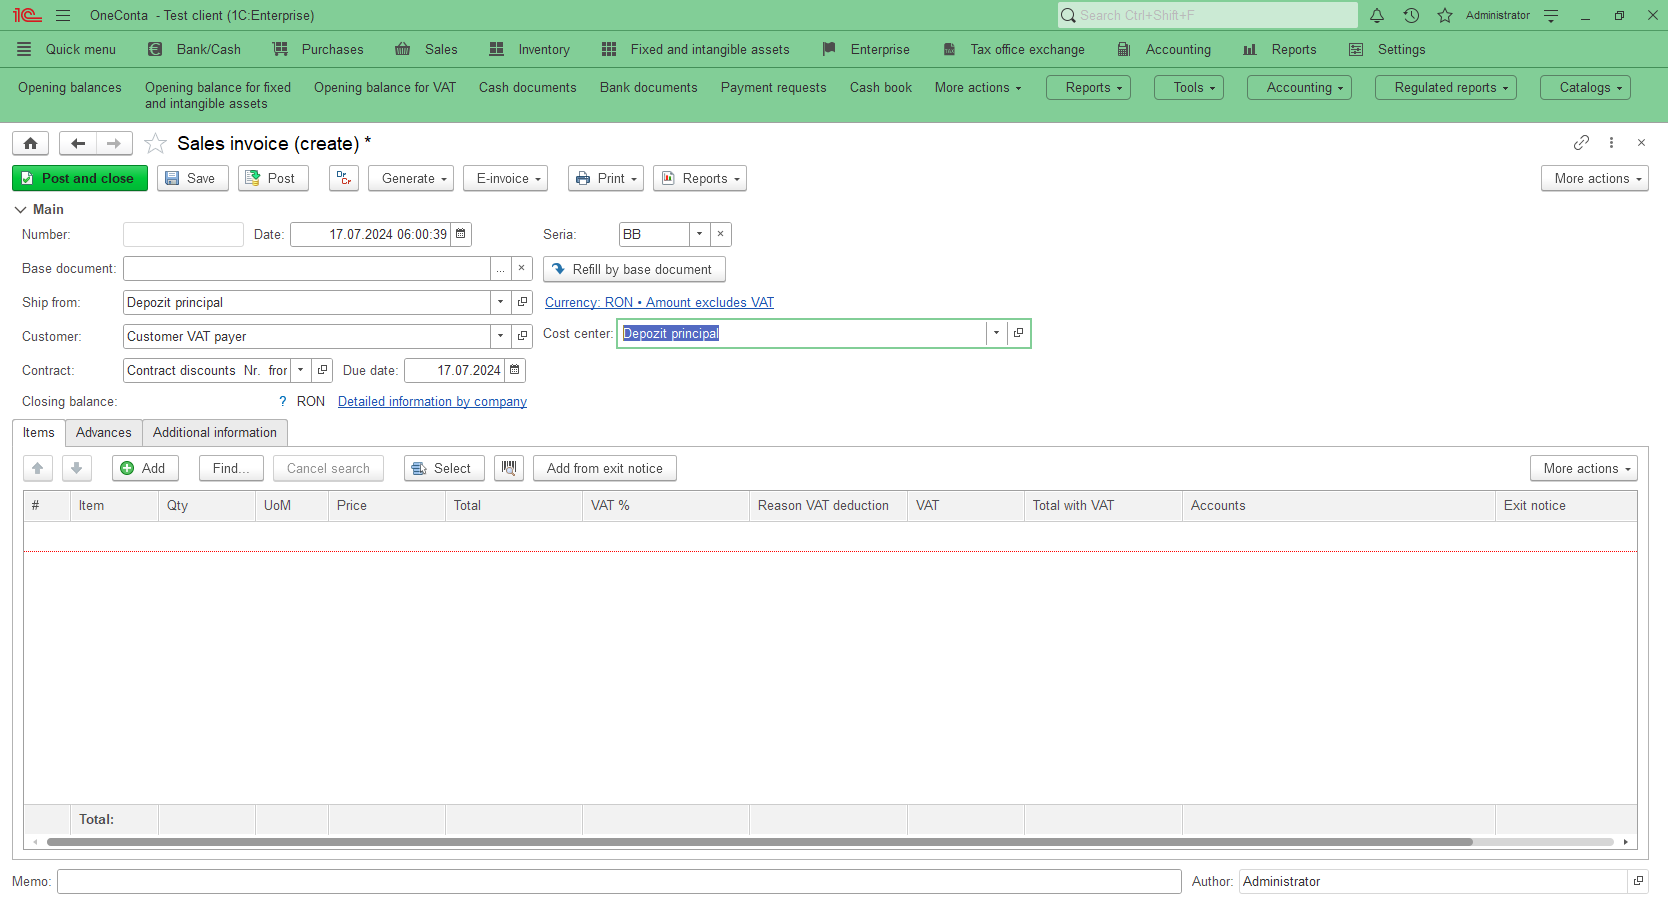 OneConta - Test client (1C:Enterprise)
Search Ctrl+Shift+F
Administrator
Quick menu
Bank/Cash
Purchases
Sales
Inventory
Fixed and intangible assets
Enterprise
Tax office exchange
Accounting
Reports
Settings
Opening balances
Opening balance for fixed
and intangible assets
Opening balance for VAT
Cash documents
Bank documents
Payment requests
Cash book
More actions
Reports
Tools
Accounting
Regulated reports
Catalogs
Sales invoice (create) *
Post and close
Save
Post
Dr
Cr
Generate
E-invoice
Print
Reports
More actions
Main
Number:
Date: 17.07.2024 06:00:39
Seria: BB
Base document:
...
Refill by base document
Ship from: Depozit principal
Currency: RON • Amount excludes VAT
Customer: Customer VAT payer
Cost center: Depozit principal
Contract: Contract discounts Nr. fror
Due date: 17.07.2024
Closing balance: ? RON Detailed information by company
Items
Advances
Additional information
Add
Find...
Cancel search
Select
Add from exit notice
More actions
# Item Qty UoM Price Total VAT % Reason VAT deduction VAT Total with VAT Accounts Exit notice
Total:
Memo:
Author: Administrator